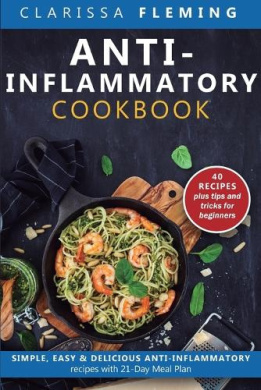 CLARISSA FLEMING
ANTI-
INFLAMMATORY
COOKBOOK
40
RECIPES
plus tips and
tricks for
beginners
SIMPLE, EASY & DELICIOUS ANTI-INFLAMMATORY
recipes with 21-Day Meal Plan